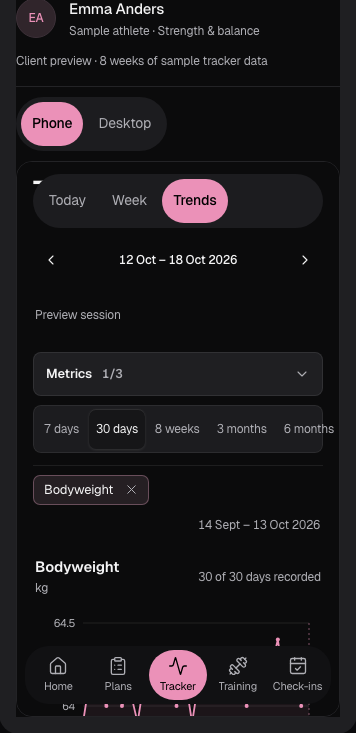 EA
Emma Anders
Sample athlete · Strength & balance
Client preview · 8 weeks of sample tracker data
Phone Desktop
Today Week Trends
12 Oct – 18 Oct 2026
Preview session
Metrics 1/3
7 days 30 days 8 weeks 3 months 6 months
Bodyweight
14 Sept – 13 Oct 2026
Bodyweight
kg
30 of 30 days recorded
64.5
Home Plans Tracker Training Check-ins
64